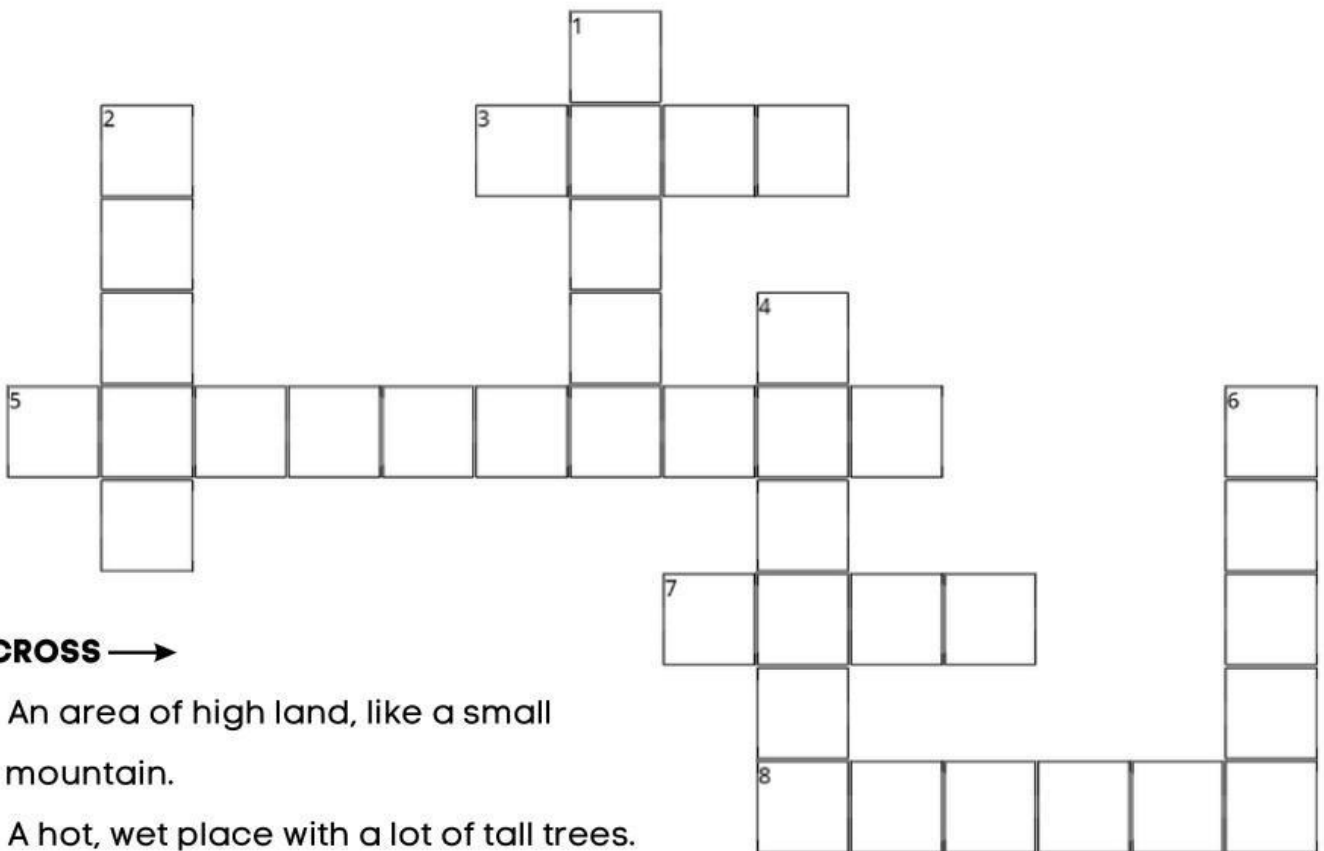 1
2
3
4
5
6
7
CROSS
An area of high land, like a small
mountain.
8
A hot, wet place with a lot of tall trees.